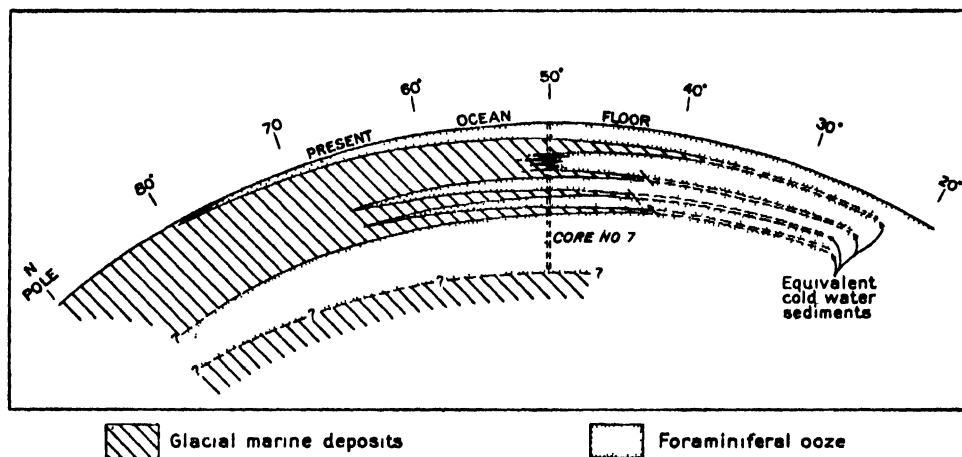 50°
60°
40°
70
30°
80°
20°
PRESENT OCEAN FLOOR
N POLE
CORE NO 7
? ? ? ? ?
?
Equivalent
cold water
sediments
Glacial marine deposits
Foraminiferal ooze